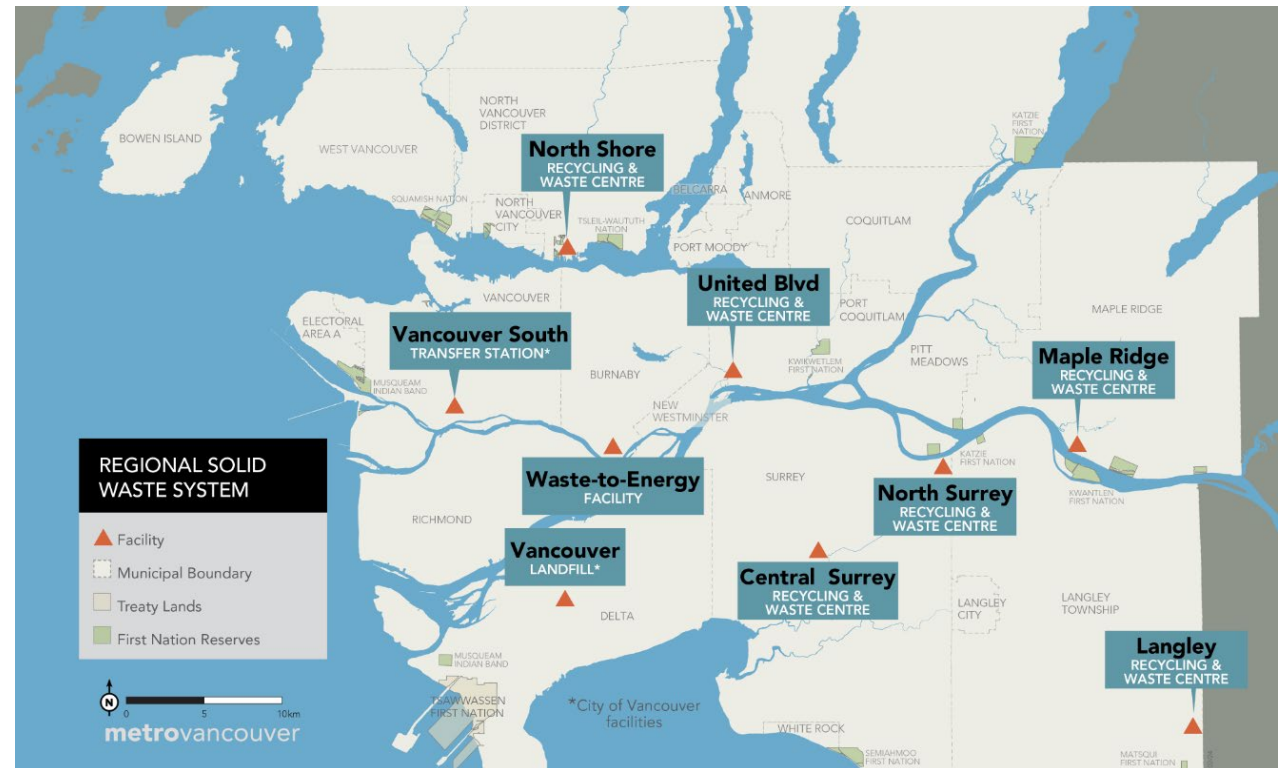 BOWEN ISLAND
WEST VANCOUVER
NORTH
VANCOUVER
DISTRICT
North Shore
RECYCLING &
WASTE CENTRE
SQUAMISH NATION
NORTH
VANCOUVER
CITY
TSLEIL-WAUTUTH
NATION
BELCARRA
ANMORE
PORT MOODY
COQUITLAM
KATZIE
FIRST
NATION
United Blvd
RECYCLING &
WASTE CENTRE
PORT
COQUITLAM
KWIKWETLEM
FIRST NATION
PITT
MEADOWS
MAPLE RIDGE
Maple Ridge
RECYCLING &
WASTE CENTRE
VANCOUVER
ELECTORAL
AREA A
Vancouver South
TRANSFER STATION*
MUSQUEAM
INDIAN BAND
BURNABY
NEW
WESTMINSTER
Waste-to-Energy
FACILITY
RICHMOND
SURREY
North Surrey
RECYCLING &
WASTE CENTRE
KATZIE
FIRST NATION
KWANTLEN
FIRST NATION
Vancouver
LANDFILL*
DELTA
Central Surrey
RECYCLING &
WASTE CENTRE
LANGLEY
CITY
LANGLEY
TOWNSHIP
Langley
RECYCLING &
WASTE CENTRE
MUSQUEAM
INDIAN BAND
TSAWWASSEN
FIRST NATION
*City of Vancouver
facilities
WHITE ROCK
SEMIAHMOO
FIRST NATION
MATSQUI
FIRST NATION
REGIONAL SOLID
WASTE SYSTEM
Facility
Municipal Boundary
Treaty Lands
First Nation Reserves
N
0 5 10km
metrovancouver